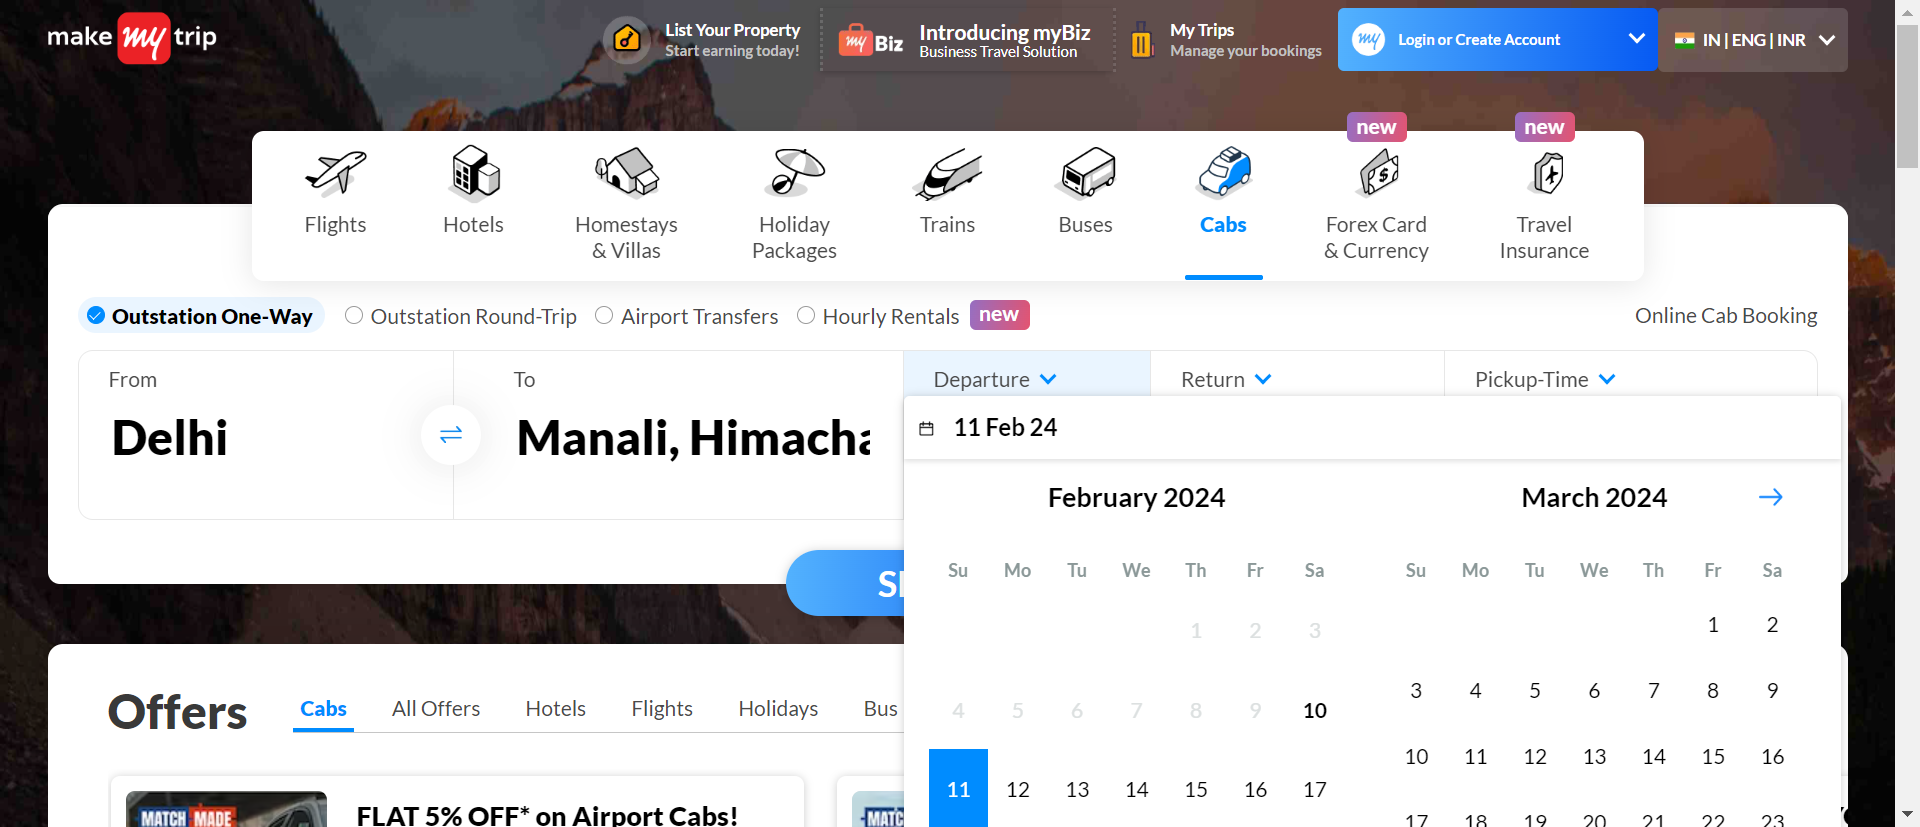 make my trip
List Your Property
Start earning today!
my Biz
Introducing myBiz
Business Travel Solution
My Trips
Manage your bookings
my
Login or Create Account
IN | ENG | INR
new
new
Flights
Hotels
Homestays
& Villas
Holiday
Packages
Trains
Buses
Cabs
Forex Card
& Currency
Travel
Insurance
Outstation One-Way
Outstation Round-Trip
Airport Transfers
Hourly Rentals
new
Online Cab Booking
From
To
Departure
Return
Pickup-Time
Delhi
Manali, Himacha
11 Feb 24
February 2024
March 2024
Su Mo Tu We Th Fr Sa
Su Mo Tu We Th Fr Sa
1 2 3
1 2
4 5 6 7 8 9 10
3 4 5 6 7 8 9
11 12 13 14 15 16 17
10 11 12 13 14 15 16
17 18 19 20 21 22 23
Offers
Cabs
All Offers
Hotels
Flights
Holidays
Bus
MATCH MADE
FLAT 5% OFF* on Airport Cabs!